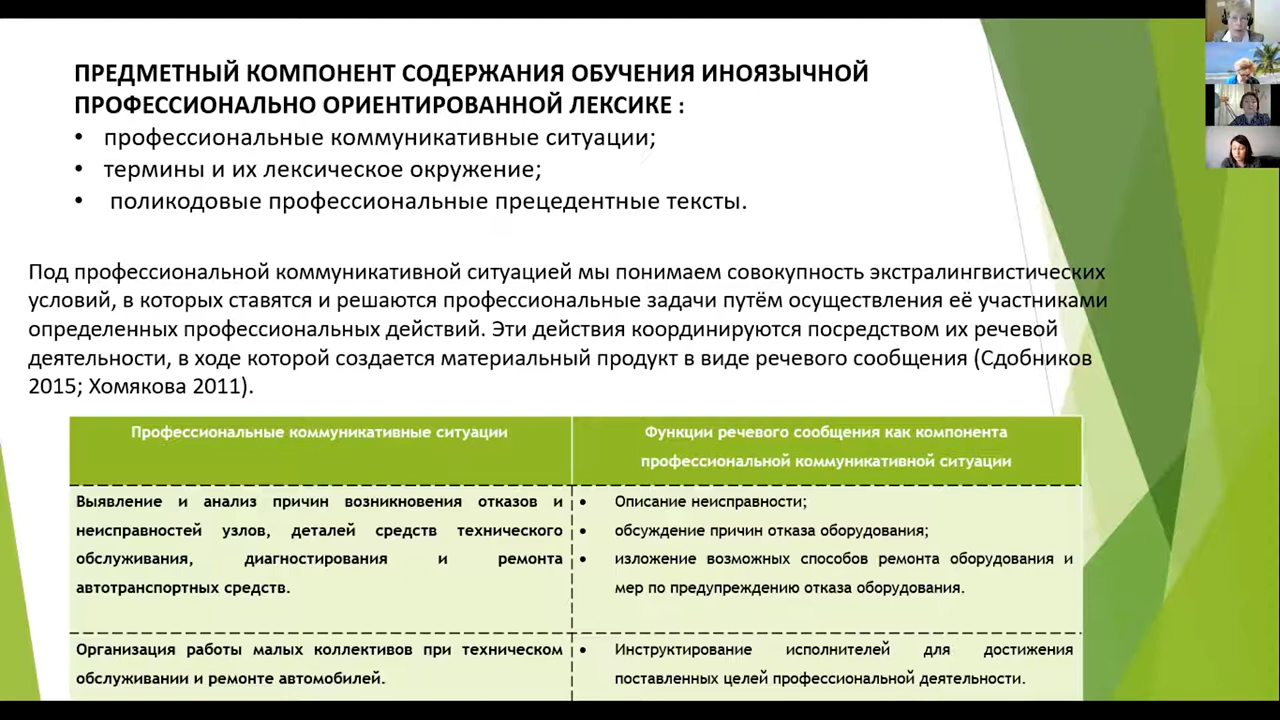 ПРЕДМЕТНЫЙ КОМПОНЕНТ СОДЕРЖАНИЯ ОБУЧЕНИЯ ИНОЯЗЫЧНОЙ
ПРОФЕССИОНАЛЬНО ОРИЕНТИРОВАННОЙ ЛЕКСИКЕ :
• профессиональные коммуникативные ситуации;
• термины и их лексическое окружение;
• поликодовые профессиональные прецедентные тексты.
Под профессиональной коммуникативной ситуацией мы понимаем совокупность экстралингвистических
условий, в которых ставятся и решаются профессиональные задачи путём осуществления её участниками
определенных профессиональных действий. Эти действия координируются посредством их речевой
деятельности, в ходе которой создается материальный продукт в виде речевого сообщения (Сдобников
2015; Хомякова 2011).
Профессиональные коммуникативные ситуации
Функции речевого сообщения как компонента
профессиональной коммуникативной ситуации
Выявление и анализ причин возникновения отказов и
неисправностей узлов, деталей средств технического
обслуживания, диагностирования и ремонта
автотранспортных средств.
• Описание неисправности;
• обсуждение причин отказа оборудования;
• изложение возможных способов ремонта оборудования и
мер по предупреждению отказа оборудования.
Организация работы малых коллективов при техническом
обслуживании и ремонте автомобилей.
• Инструктирование исполнителей для достижения
поставленных целей профессиональной деятельности.